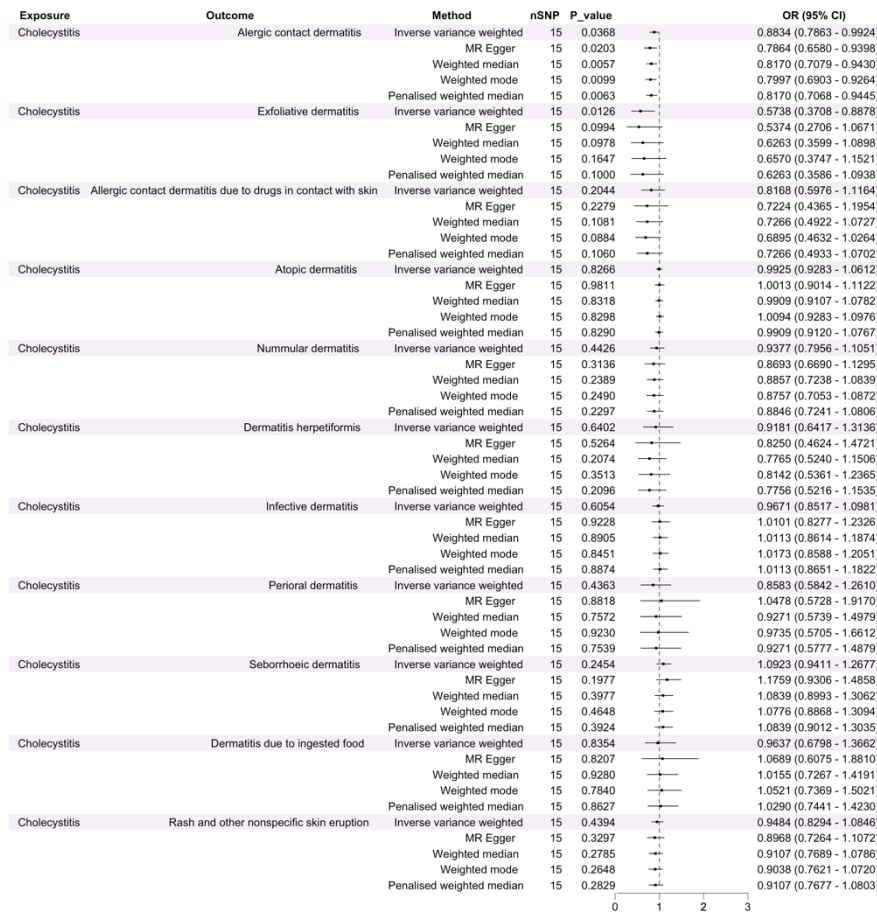 Exposure Outcome Method nSNP P_value OR (95% CI)
Cholecystitis Alergic contact dermatitis Inverse variance weighted 15 0.0368 0.8834 (0.7863 - 0.9924)
MR Egger 15 0.0203 0.7864 (0.6580 - 0.9398)
Weighted median 15 0.0057 0.8170 (0.7079 - 0.9430)
Weighted mode 15 0.0099 0.7997 (0.6903 - 0.9264)
Penalised weighted median 15 0.0063 0.8170 (0.7068 - 0.9445)
Cholecystitis Exfoliative dermatitis Inverse variance weighted 15 0.0126 0.5738 (0.3708 - 0.8878)
MR Egger 15 0.0994 0.5374 (0.2706 - 1.0671)
Weighted median 15 0.0978 0.6263 (0.3599 - 1.0898)
Weighted mode 15 0.1647 0.6570 (0.3747 - 1.1521)
Penalised weighted median 15 0.1000 0.6263 (0.3586 - 1.0938)
Cholecystitis Allergic contact dermatitis due to drugs in contact with skin Inverse variance weighted 15 0.2044 0.8168 (0.5976 - 1.1164)
MR Egger 15 0.2279 0.7224 (0.4365 - 1.1954)
Weighted median 15 0.1081 0.7266 (0.4922 - 1.0727)
Weighted mode 15 0.0884 0.6895 (0.4632 - 1.0264)
Penalised weighted median 15 0.1060 0.7266 (0.4933 - 1.0702)
Cholecystitis Atopic dermatitis Inverse variance weighted 15 0.8266 0.9925 (0.9283 - 1.0612)
MR Egger 15 0.9811 1.0013 (0.9014 - 1.1122)
Weighted median 15 0.8318 0.9909 (0.9107 - 1.0782)
Weighted mode 15 0.8298 1.0094 (0.9283 - 1.0976)
Penalised weighted median 15 0.8290 0.9909 (0.9120 - 1.0767)
Cholecystitis Nummular dermatitis Inverse variance weighted 15 0.4426 0.9377 (0.7956 - 1.1051)
MR Egger 15 0.3136 0.8693 (0.6690 - 1.1295)
Weighted median 15 0.2389 0.8857 (0.7238 - 1.0839)
Weighted mode 15 0.2490 0.8757 (0.7053 - 1.0872)
Penalised weighted median 15 0.2297 0.8846 (0.7241 - 1.0806)
Cholecystitis Dermatitis herpetiformis Inverse variance weighted 15 0.6402 0.9181 (0.6417 - 1.3136)
MR Egger 15 0.5264 0.8250 (0.4624 - 1.4721)
Weighted median 15 0.2074 0.7765 (0.5240 - 1.1506)
Weighted mode 15 0.3513 0.8142 (0.5361 - 1.2365)
Penalised weighted median 15 0.2096 0.7756 (0.5216 - 1.1535)
Cholecystitis Infective dermatitis Inverse variance weighted 15 0.6054 0.9671 (0.8517 - 1.0981)
MR Egger 15 0.9228 1.0101 (0.8277 - 1.2326)
Weighted median 15 0.8905 1.0113 (0.8614 - 1.1874)
Weighted mode 15 0.8451 1.0173 (0.8588 - 1.2051)
Penalised weighted median 15 0.8874 1.0113 (0.8651 - 1.1822)
Cholecystitis Perioral dermatitis Inverse variance weighted 15 0.4363 0.8583 (0.5842 - 1.2610)
MR Egger 15 0.8818 1.0478 (0.5728 - 1.9170)
Weighted median 15 0.7572 0.9271 (0.5739 - 1.4979)
Weighted mode 15 0.9230 0.9735 (0.5705 - 1.6612)
Penalised weighted median 15 0.7539 0.9271 (0.5777 - 1.4879)
Cholecystitis Seborrhoeic dermatitis Inverse variance weighted 15 0.2454 1.0923 (0.9411 - 1.2677)
MR Egger 15 0.1977 1.1759 (0.9306 - 1.4858)
Weighted median 15 0.3977 1.0839 (0.8993 - 1.3062)
Weighted mode 15 0.4648 1.0776 (0.8868 - 1.3094)
Penalised weighted median 15 0.3924 1.0839 (0.9012 - 1.3035)
Cholecystitis Dermatitis due to ingested food Inverse variance weighted 15 0.8354 0.9637 (0.6798 - 1.3662)
MR Egger 15 0.8207 1.0689 (0.6075 - 1.8810)
Weighted median 15 0.9280 1.0155 (0.7267 - 1.4191)
Weighted mode 15 0.7840 1.0521 (0.7369 - 1.5021)
Penalised weighted median 15 0.8627 1.0290 (0.7441 - 1.4230)
Cholecystitis Rash and other nonspecific skin eruption Inverse variance weighted 15 0.4394 0.9484 (0.8294 - 1.0846)
MR Egger 15 0.3297 0.8968 (0.7264 - 1.1072)
Weighted median 15 0.2785 0.9107 (0.7689 - 1.0786)
Weighted mode 15 0.2648 0.9038 (0.7621 - 1.0720)
Penalised weighted median 15 0.2829 0.9107 (0.7677 - 1.0803)
0 1 2 3